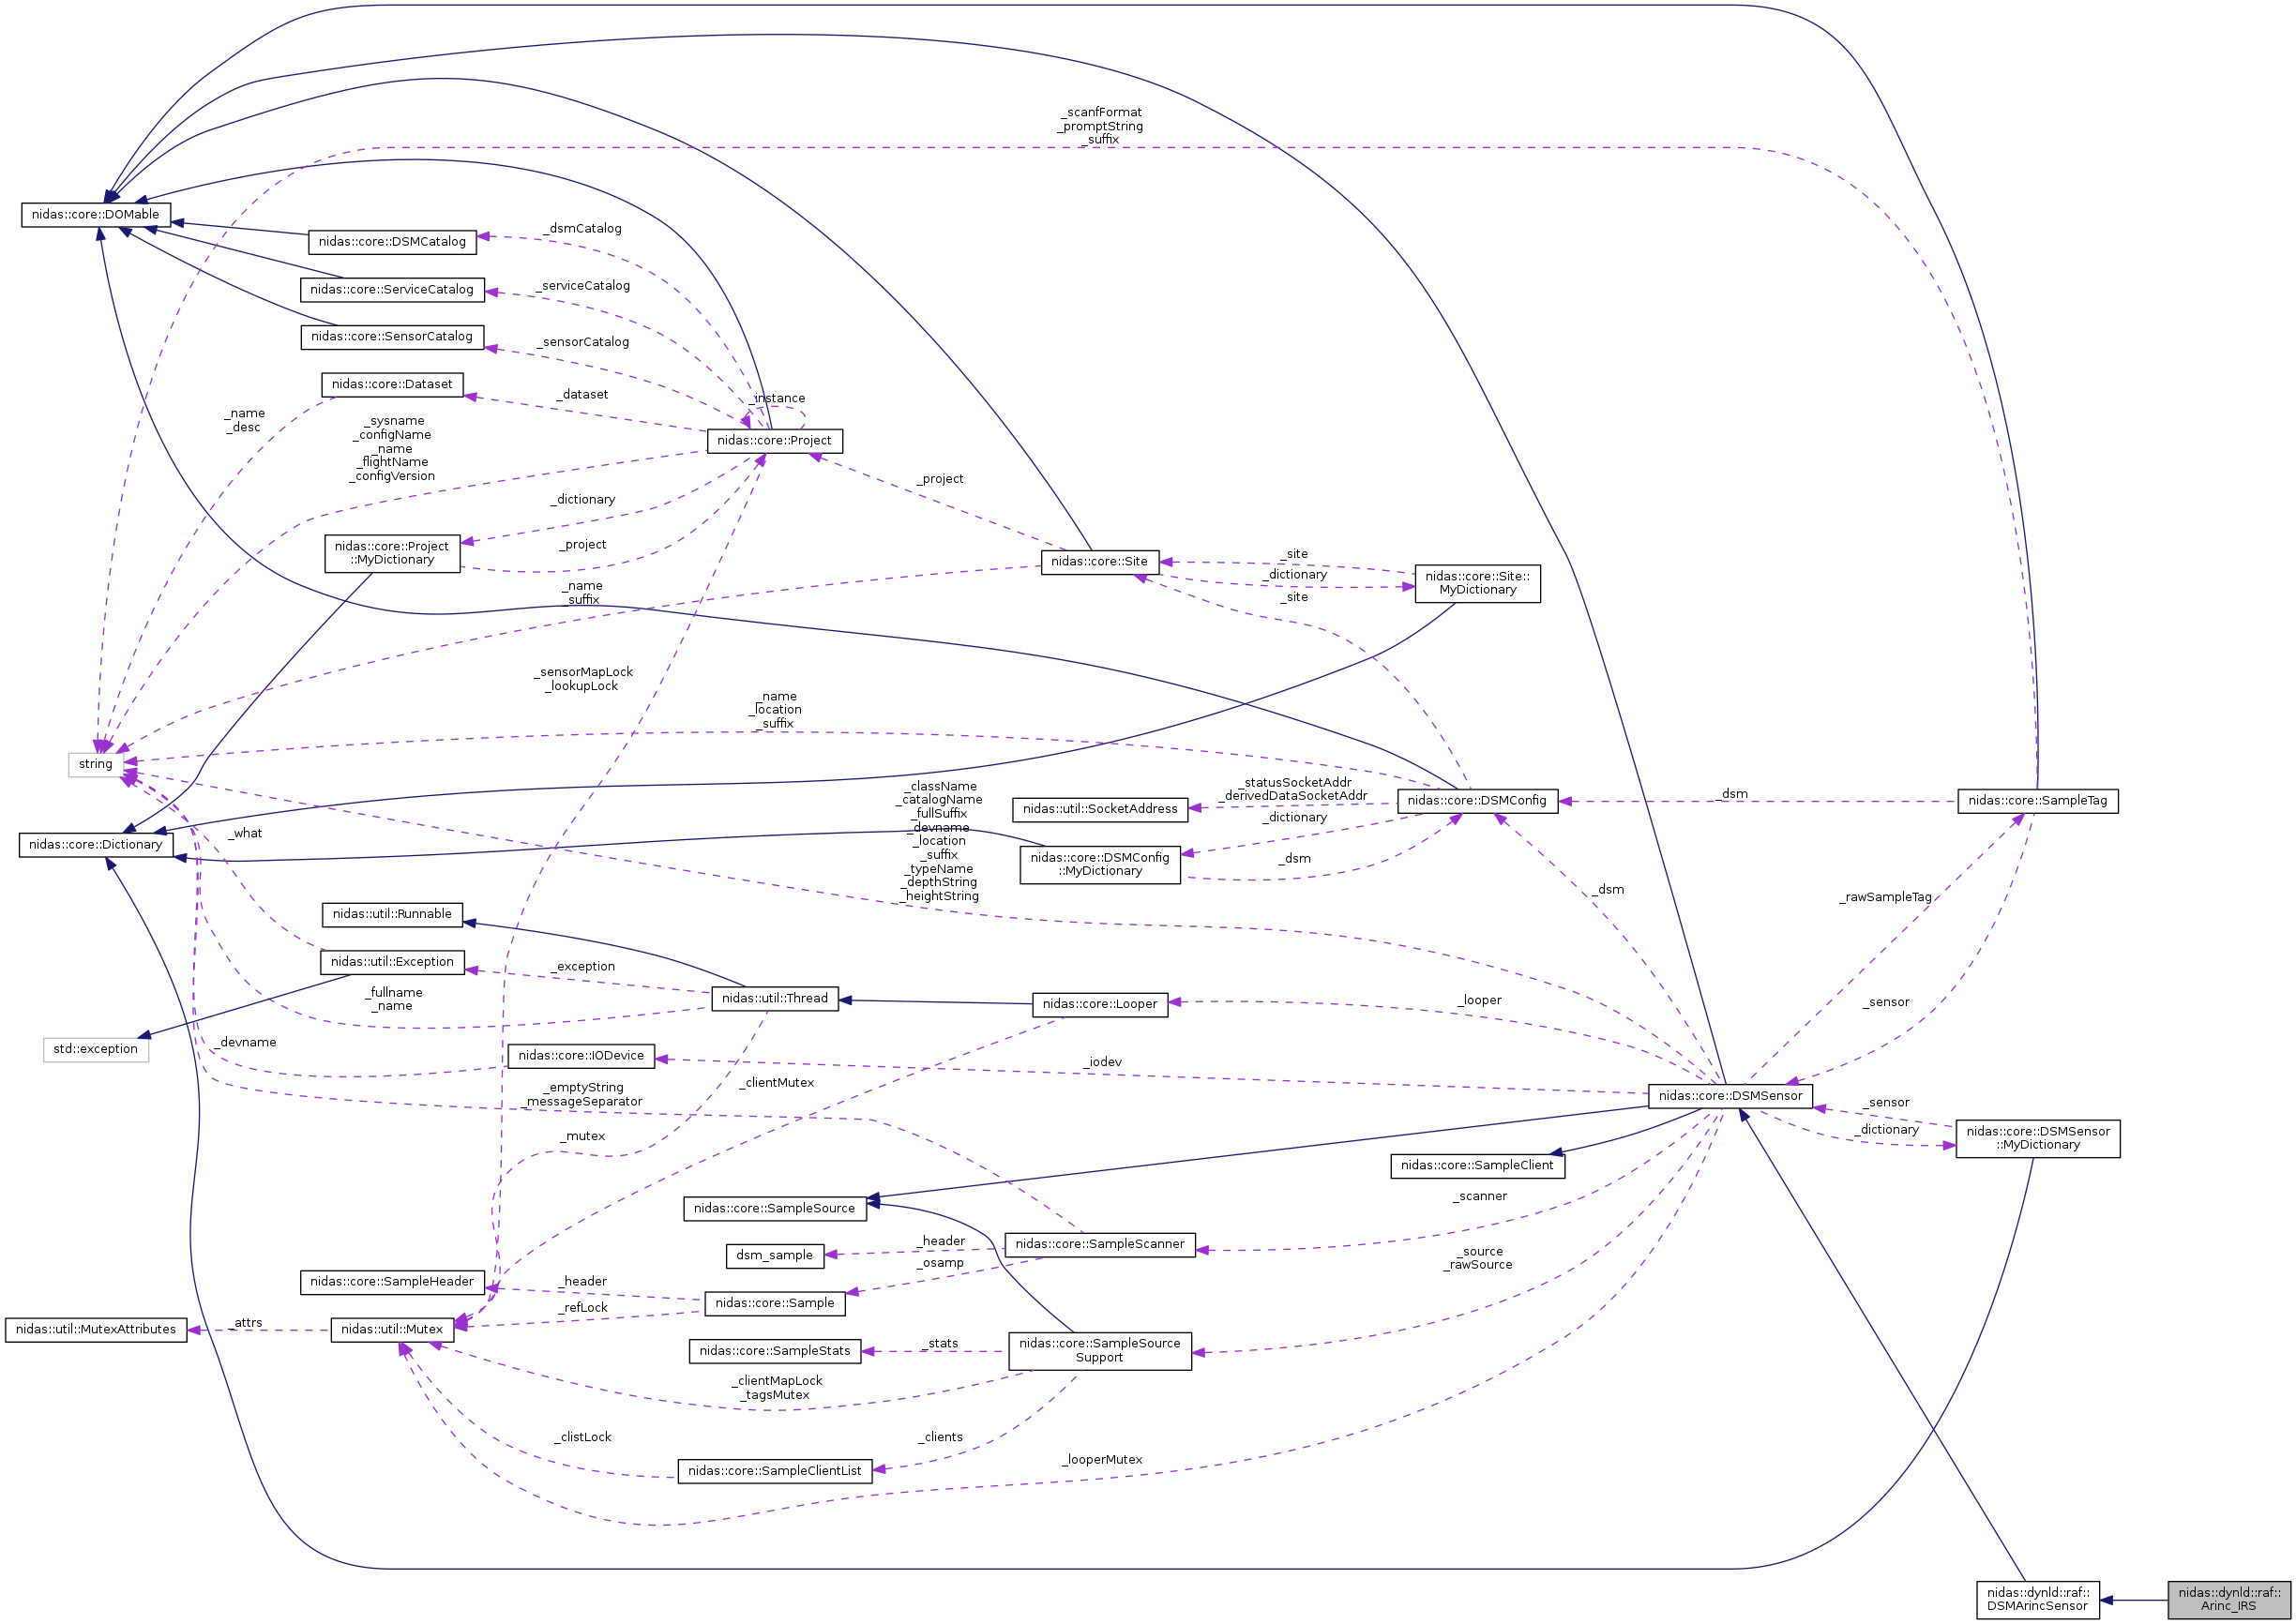 _scanfFormat
_promptString
_suffix
nidas::core::DOMable
_dsmCatalog
nidas::core::DSMCatalog
_serviceCatalog
nidas::core::ServiceCatalog
_sensorCatalog
nidas::core::SensorCatalog
nidas::core::Dataset
_dataset
_instance
_name
_desc
_sysname
_configName
_name
_flightName
_configVersion
nidas::core::Project
_project
_dictionary
nidas::core::Project
::MyDictionary
_project
nidas::core::Site
_site
_dictionary
nidas::core::Site::
MyDictionary
_name
_suffix
_site
_sensorMapLock
_lookupLock
_name
_location
_suffix
string
_statusSocketAddr
_derivedDataSocketAddr
nidas::util::SocketAddress
nidas::core::DSMConfig
_dsm
nidas::core::SampleTag
_className
_catalogName
_fullSuffix
_devname
_location
_suffix
_typeName
_depthString
_heightString
_dictionary
_what
nidas::core::Dictionary
nidas::core::DSMConfig
::MyDictionary
_dsm
_dsm
_rawSampleTag
nidas::util::Runnable
nidas::util::Exception
_exception
_fullname
_name
nidas::util::Thread
nidas::core::Looper
_looper
_sensor
std::exception
_devname
nidas::core::IODevice
_iodev
_emptyString
_messageSeparator
_clientMutex
nidas::core::DSMSensor
_sensor
_dictionary
nidas::core::DSMSensor
::MyDictionary
_mutex
nidas::core::SampleClient
_scanner
nidas::core::SampleSource
_header
nidas::core::SampleScanner
dsm_sample
_osamp
_source
_rawSource
nidas::core::SampleHeader
_header
nidas::core::Sample
_refLock
nidas::util::MutexAttributes
_attrs
nidas::util::Mutex
nidas::core::SampleStats
_stats
nidas::core::SampleSource
Support
_clientMapLock
_tagsMutex
_clistLock
_clients
_looperMutex
nidas::core::SampleClientList
nidas::dynld::raf::
DSMArincSensor
nidas::dynld::raf::
Arinc_IRS